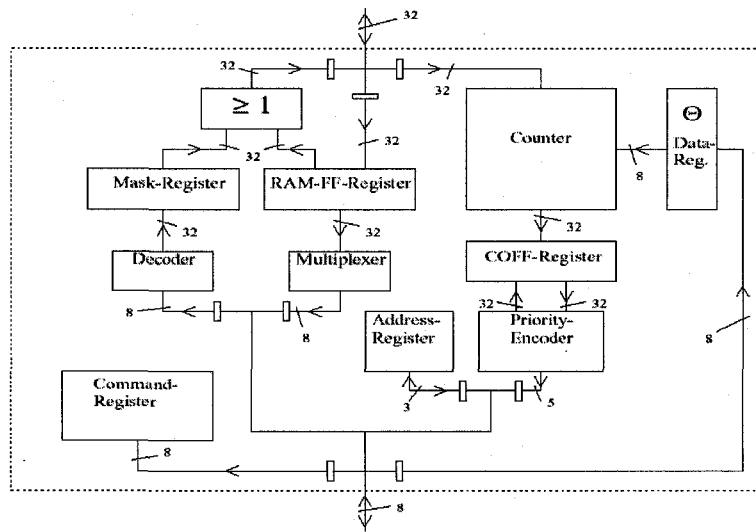 32
32
32
≥ 1
Θ
Counter
Data-
Reg.
32
32
8
Mask-Register
RAM-FF-Register
32
32
32
Decoder
Multiplexer
COFF-Register
32
32
8
8
Address-
Register
Priority-
Encoder
8
Command-
Register
3
5
8
8